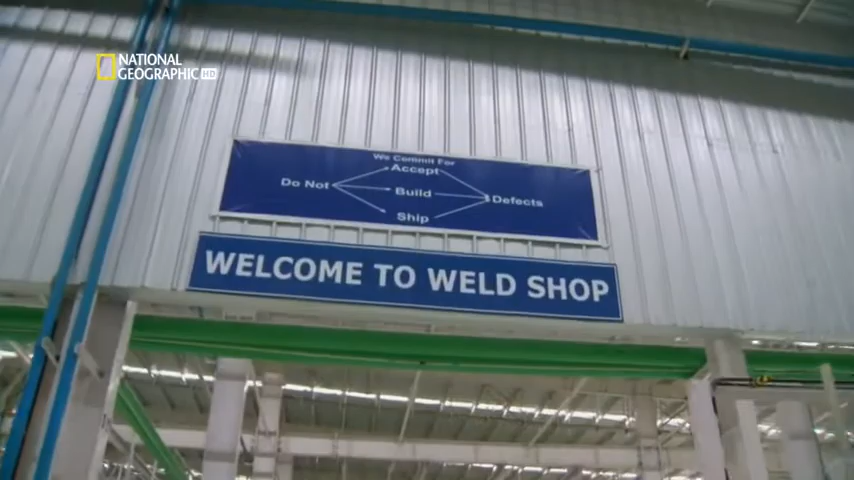 NATIONAL
GEOGRAPHIC HD
We Commit For
Accept
Do Not
Build
Defects
Ship
WELCOME TO WELD SHOP